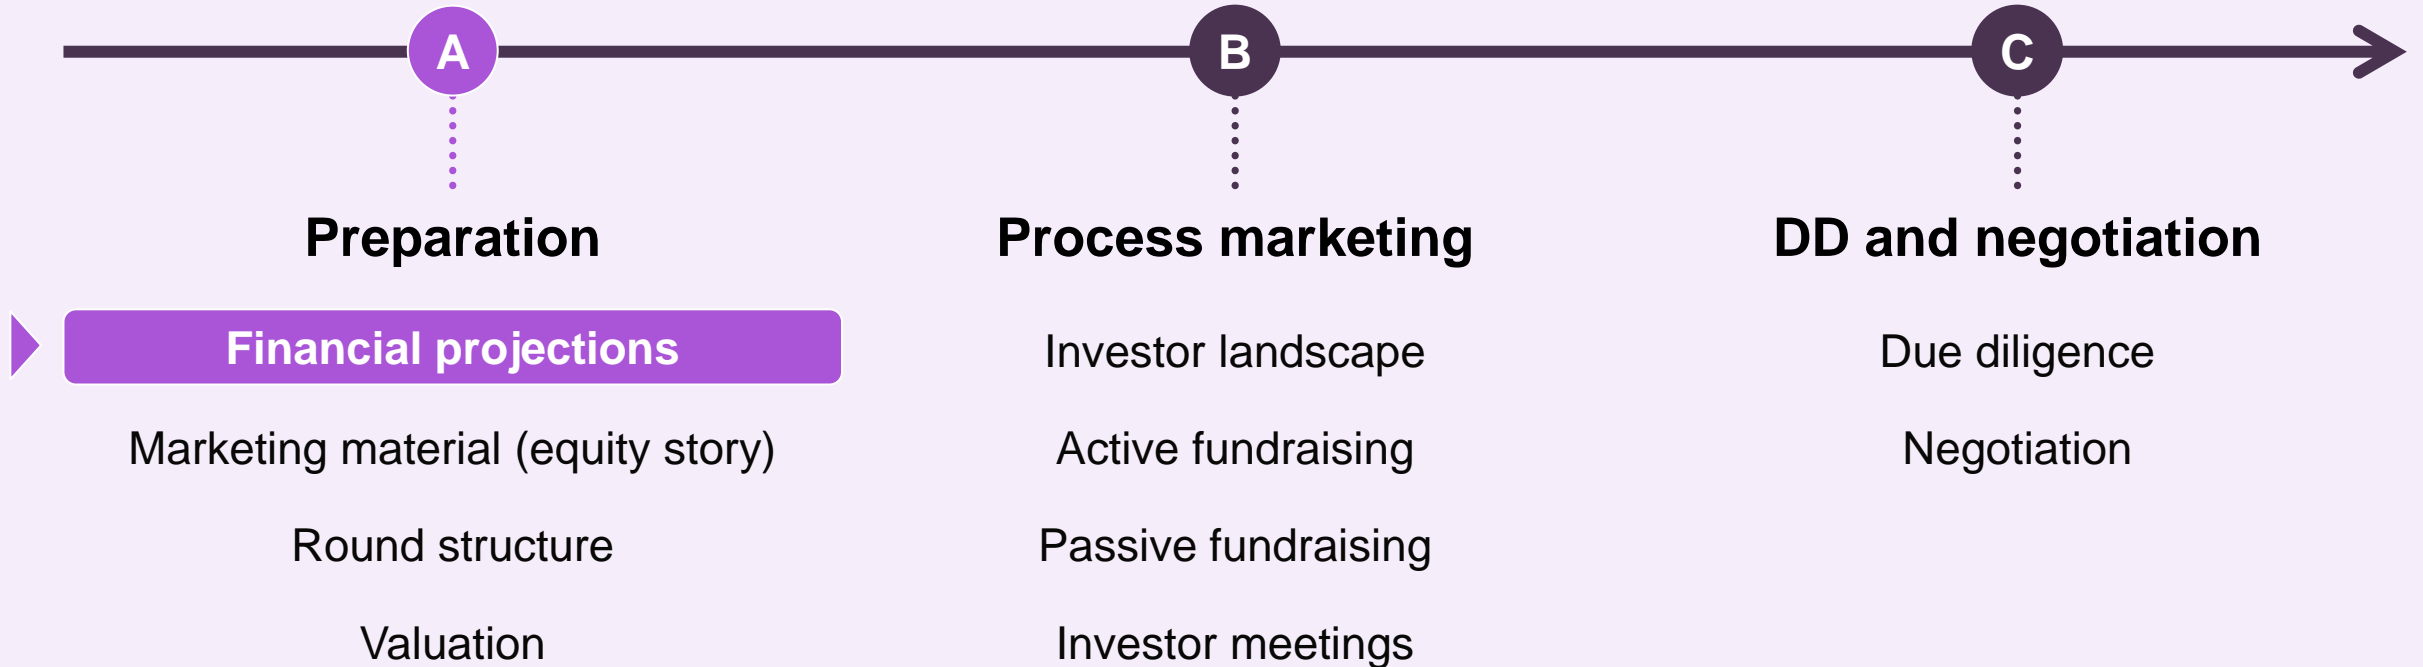 A
B
C
Preparation
Financial projections
Marketing material (equity story)
Round structure
Valuation
Process marketing
Investor landscape
Active fundraising
Passive fundraising
Investor meetings
DD and negotiation
Due diligence
Negotiation